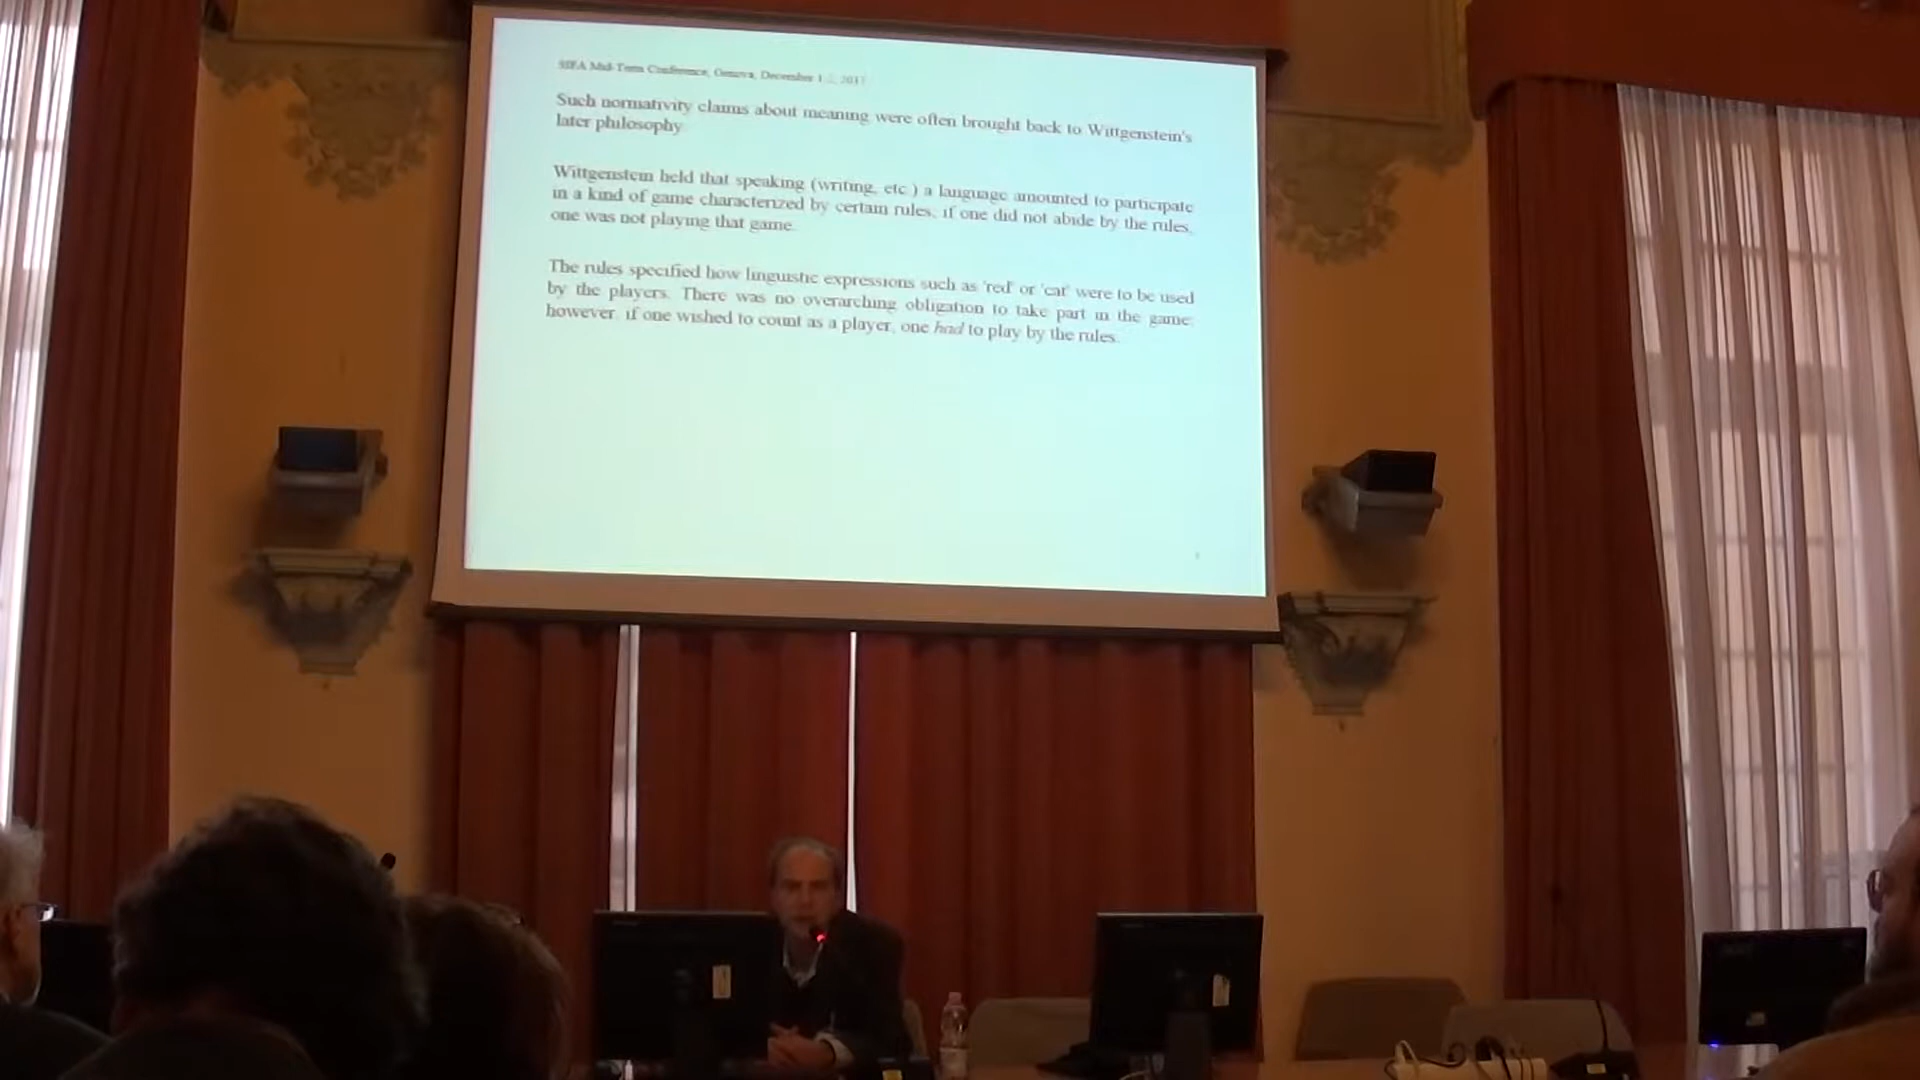 SIFA Mid-Term Conference, Genova, December 1-2, 2017
Such normativity claims about meaning were often brought back to Wittgenstein's
later philosophy.
Wittgenstein held that speaking (writing, etc.) a language amounted to participate
in a kind of game characterized by certain rules; if one did not abide by the rules,
one was not playing that game.
The rules specified how linguistic expressions such as 'red' or 'cat' were to be used
by the players. There was no overarching obligation to take part in the game;
however, if one wished to count as a player, one had to play by the rules.